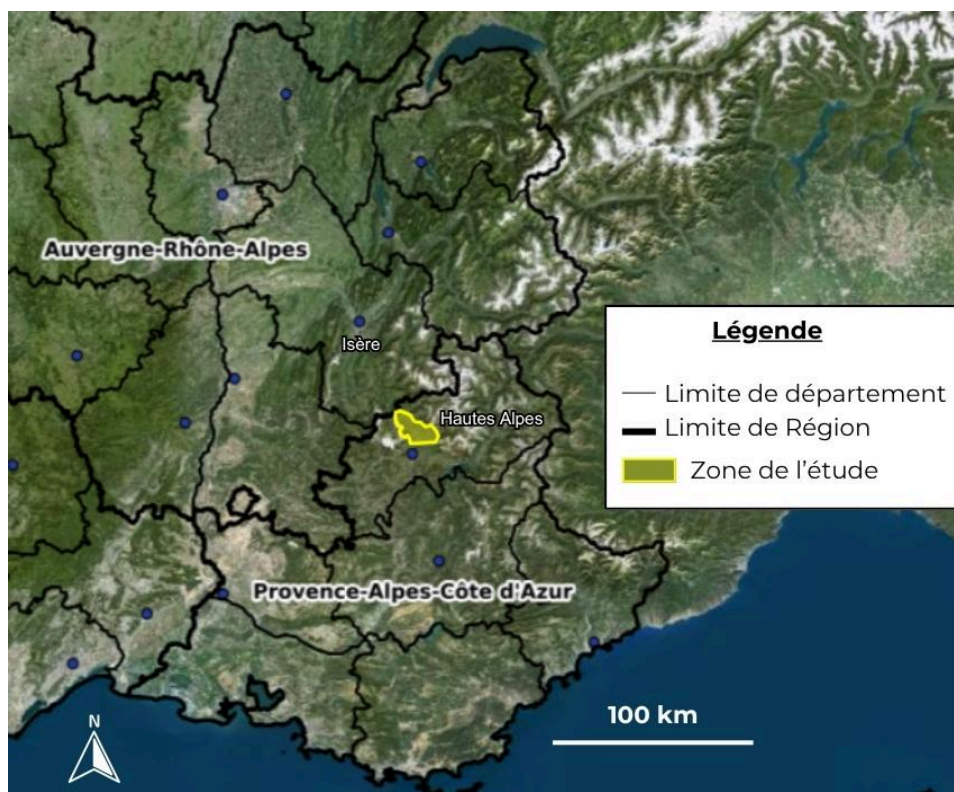 Auvergne-Rhône-Alpes
Isère
Hautes Alpes
Provence-Alpes-Côte d'Azur
Légende
Limite de département
Limite de Région
Zone de l'étude
100 km
N